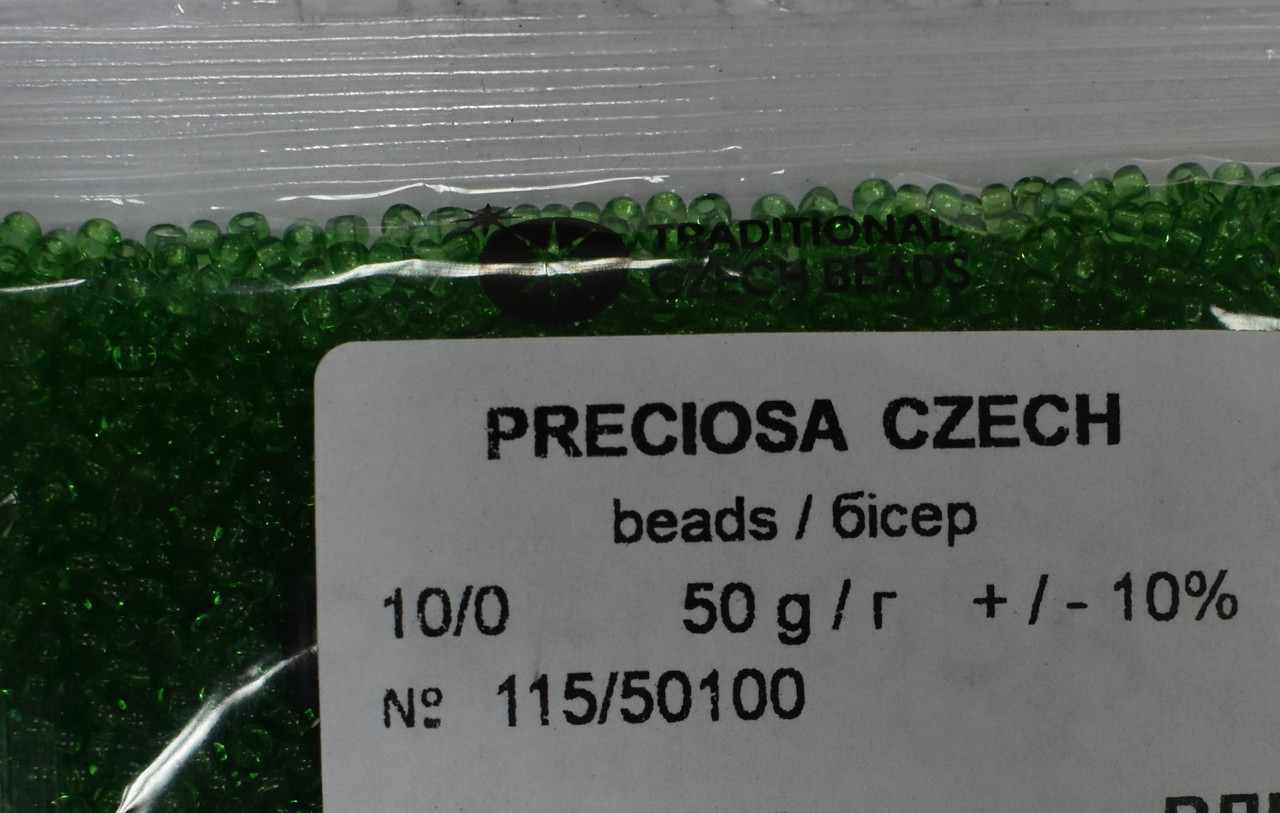 TRADITIONAL
CZECH BEADS
PRECIOSA CZECH
beads / бісер
10/0 50 g / г + / - 10%
№ 115/50100